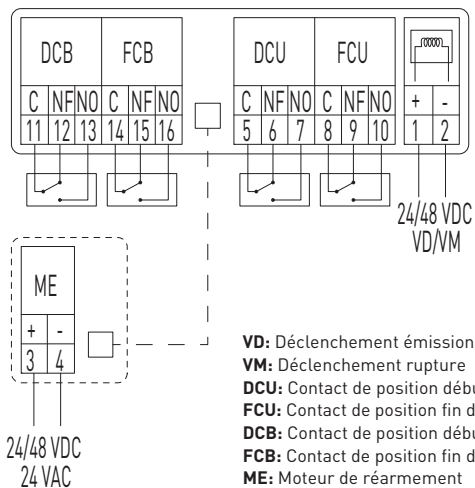 DCB FCB DCU FCU
C NF NO C NF NO C NF NO C NF NO + -
11 12 13 14 15 16 5 6 7 8 9 10 1 2
24/48 VDC
VD/VM
ME
+ -
3 4
24/48 VDC
24 VAC
VD: Déclenchement émission
VM: Déclenchement rupture
DCU: Contact de position
FCU: Contact de position fin
DCB: Contact de position
FCB: Contact de position fin
ME: Moteur de réarmement